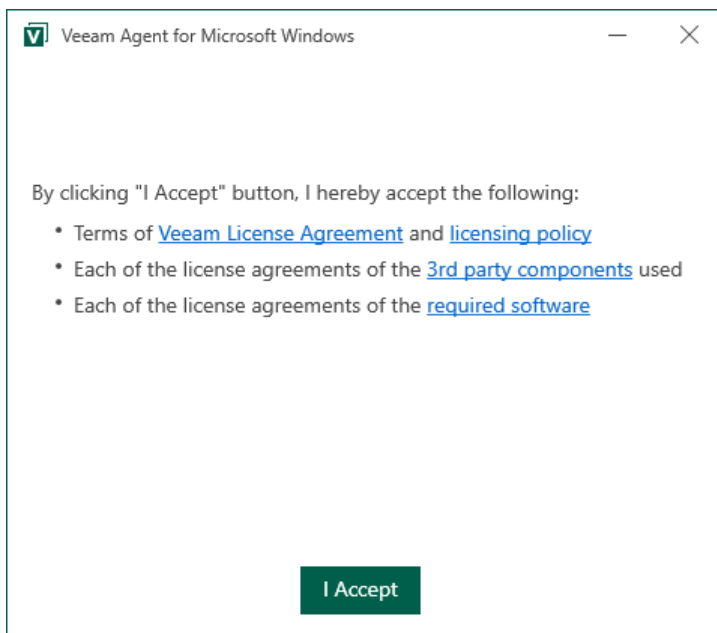 Veeam Agent for Microsoft Windows
By clicking "I Accept" button, I hereby accept the following:
• Terms of Veeam License Agreement and licensing policy
• Each of the license agreements of the 3rd party components used
• Each of the license agreements of the required software
I Accept